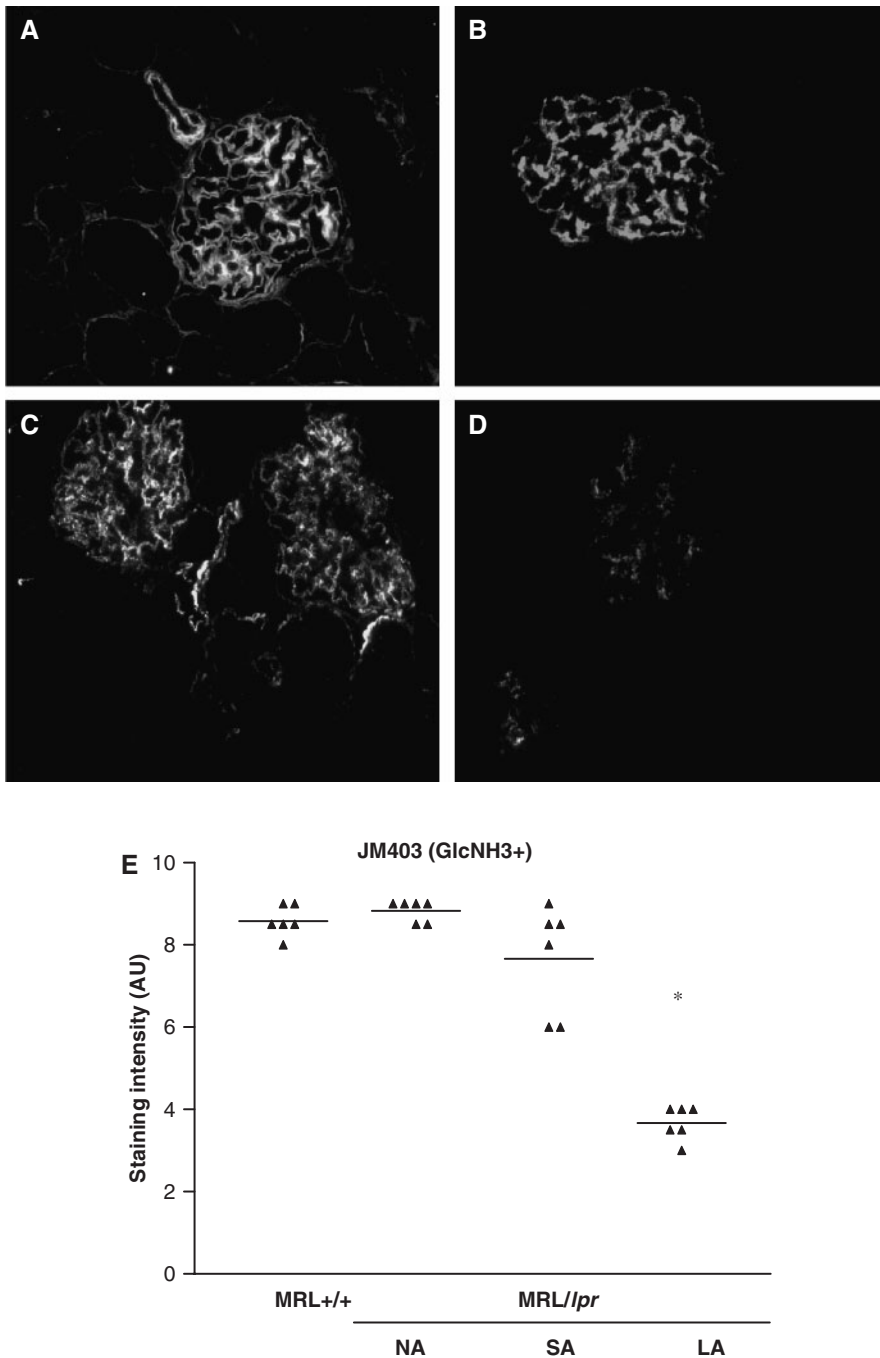 A
B
C
D
E
JM403 (GlcNH3+)
10
8
6
4
2
0
Staining intensity (AU)
*
MRL+/+
MRL/lpr
NA
SA
LA